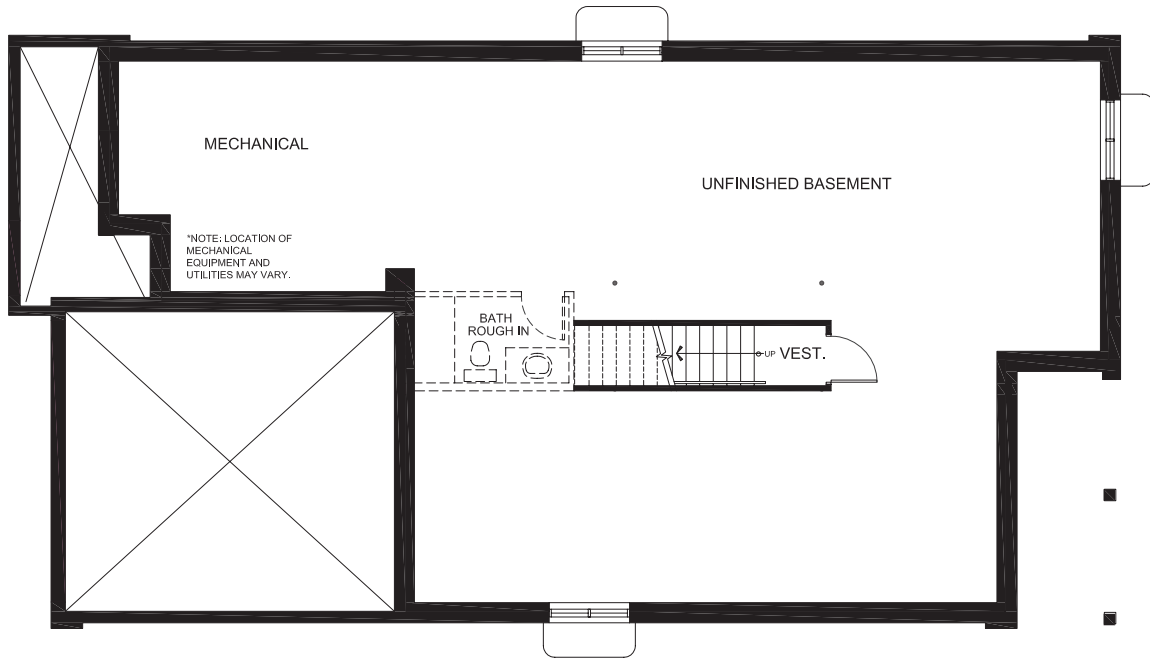 MECHANICAL
UNFINISHED BASEMENT
*NOTE: LOCATION OF
MECHANICAL
EQUIPMENT AND
UTILITIES MAY VARY.
BATH
ROUGH IN
UP
VEST.